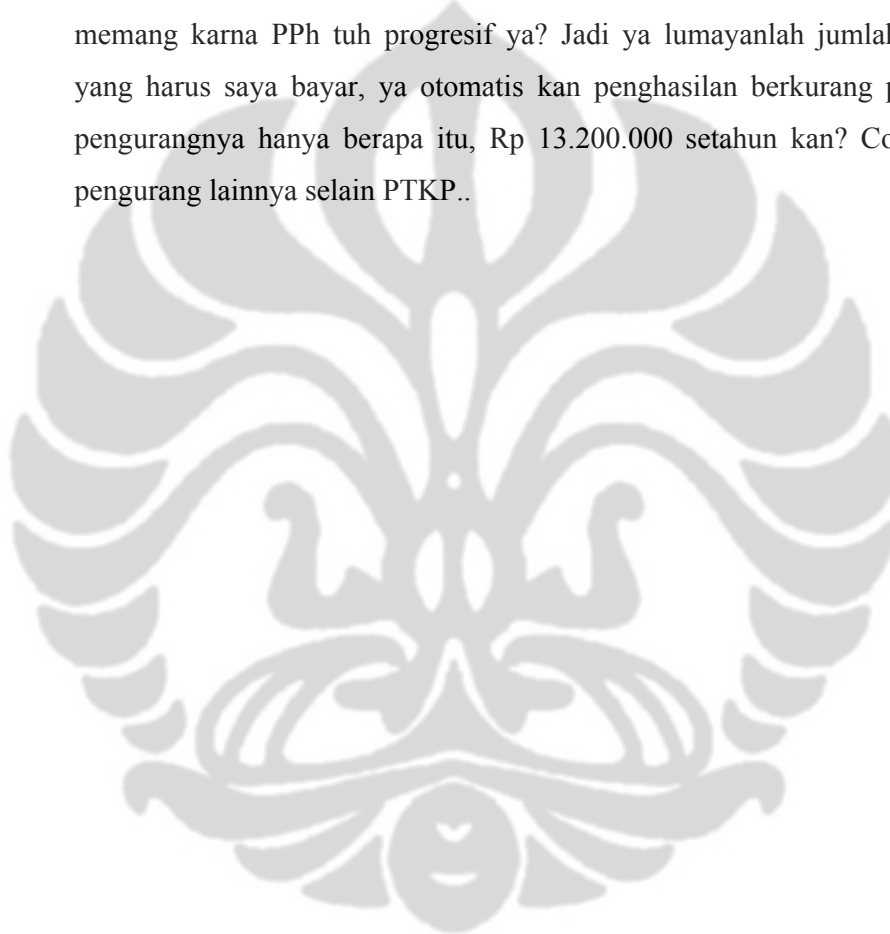 memang karna PPh tuh progresif ya? Jadi ya lumayanlah jumlah
yang harus saya bayar, ya otomatis kan penghasilan berkurang
pengurangnya hanya berapa itu, Rp 13.200.000 setahun kan?
pengurang lainnya selain PTKP..